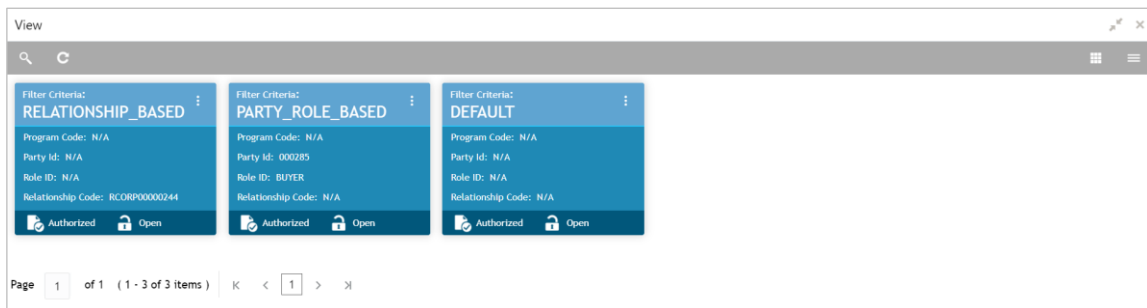 View
Filter Criteria:
RELATIONSHIP_BASED
Program Code: N/A
Party Id: N/A
Role ID: N/A
Relationship Code: RCORP00000244
Authorized Open
Filter Criteria:
PARTY_ROLE_BASED
Program Code: N/A
Party Id: 000285
Role ID: BUYER
Relationship Code: N/A
Authorized Open
Filter Criteria:
DEFAULT
Program Code: N/A
Party Id: N/A
Role ID: N/A
Relationship Code: N/A
Authorized Open
Page 1 of 1 ( 1 - 3 of 3 items ) 1